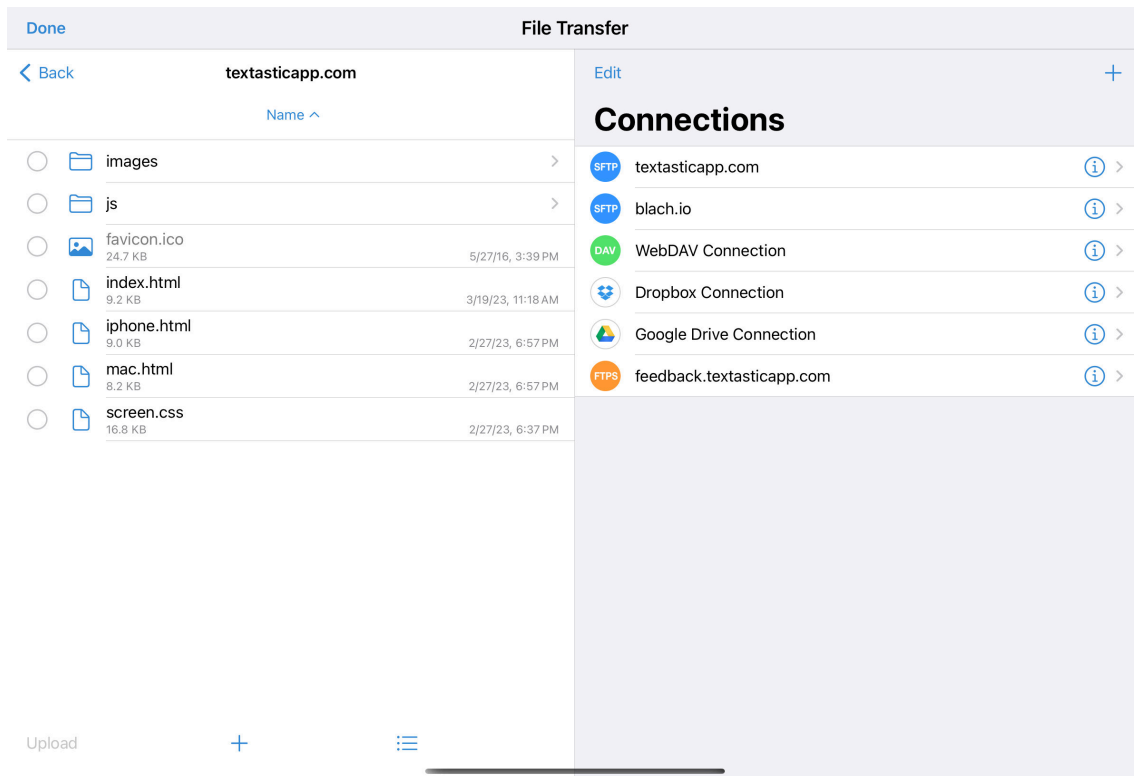 Done
File Transfer
Back
textasticapp.com
Name
images
js
favicon.ico
24.7 KB
5/27/16, 3:39 PM
index.html
9.2 KB
3/19/23, 11:18 AM
iphone.html
9.0 KB
2/27/23, 6:57 PM
mac.html
8.2 KB
2/27/23, 6:57 PM
screen.css
16.8 KB
2/27/23, 6:37 PM
Upload
Edit
Connections
SFTP textasticapp.com
SFTP blach.io
DAV WebDAV Connection
Dropbox Connection
Google Drive Connection
FTPS feedback.textasticapp.com